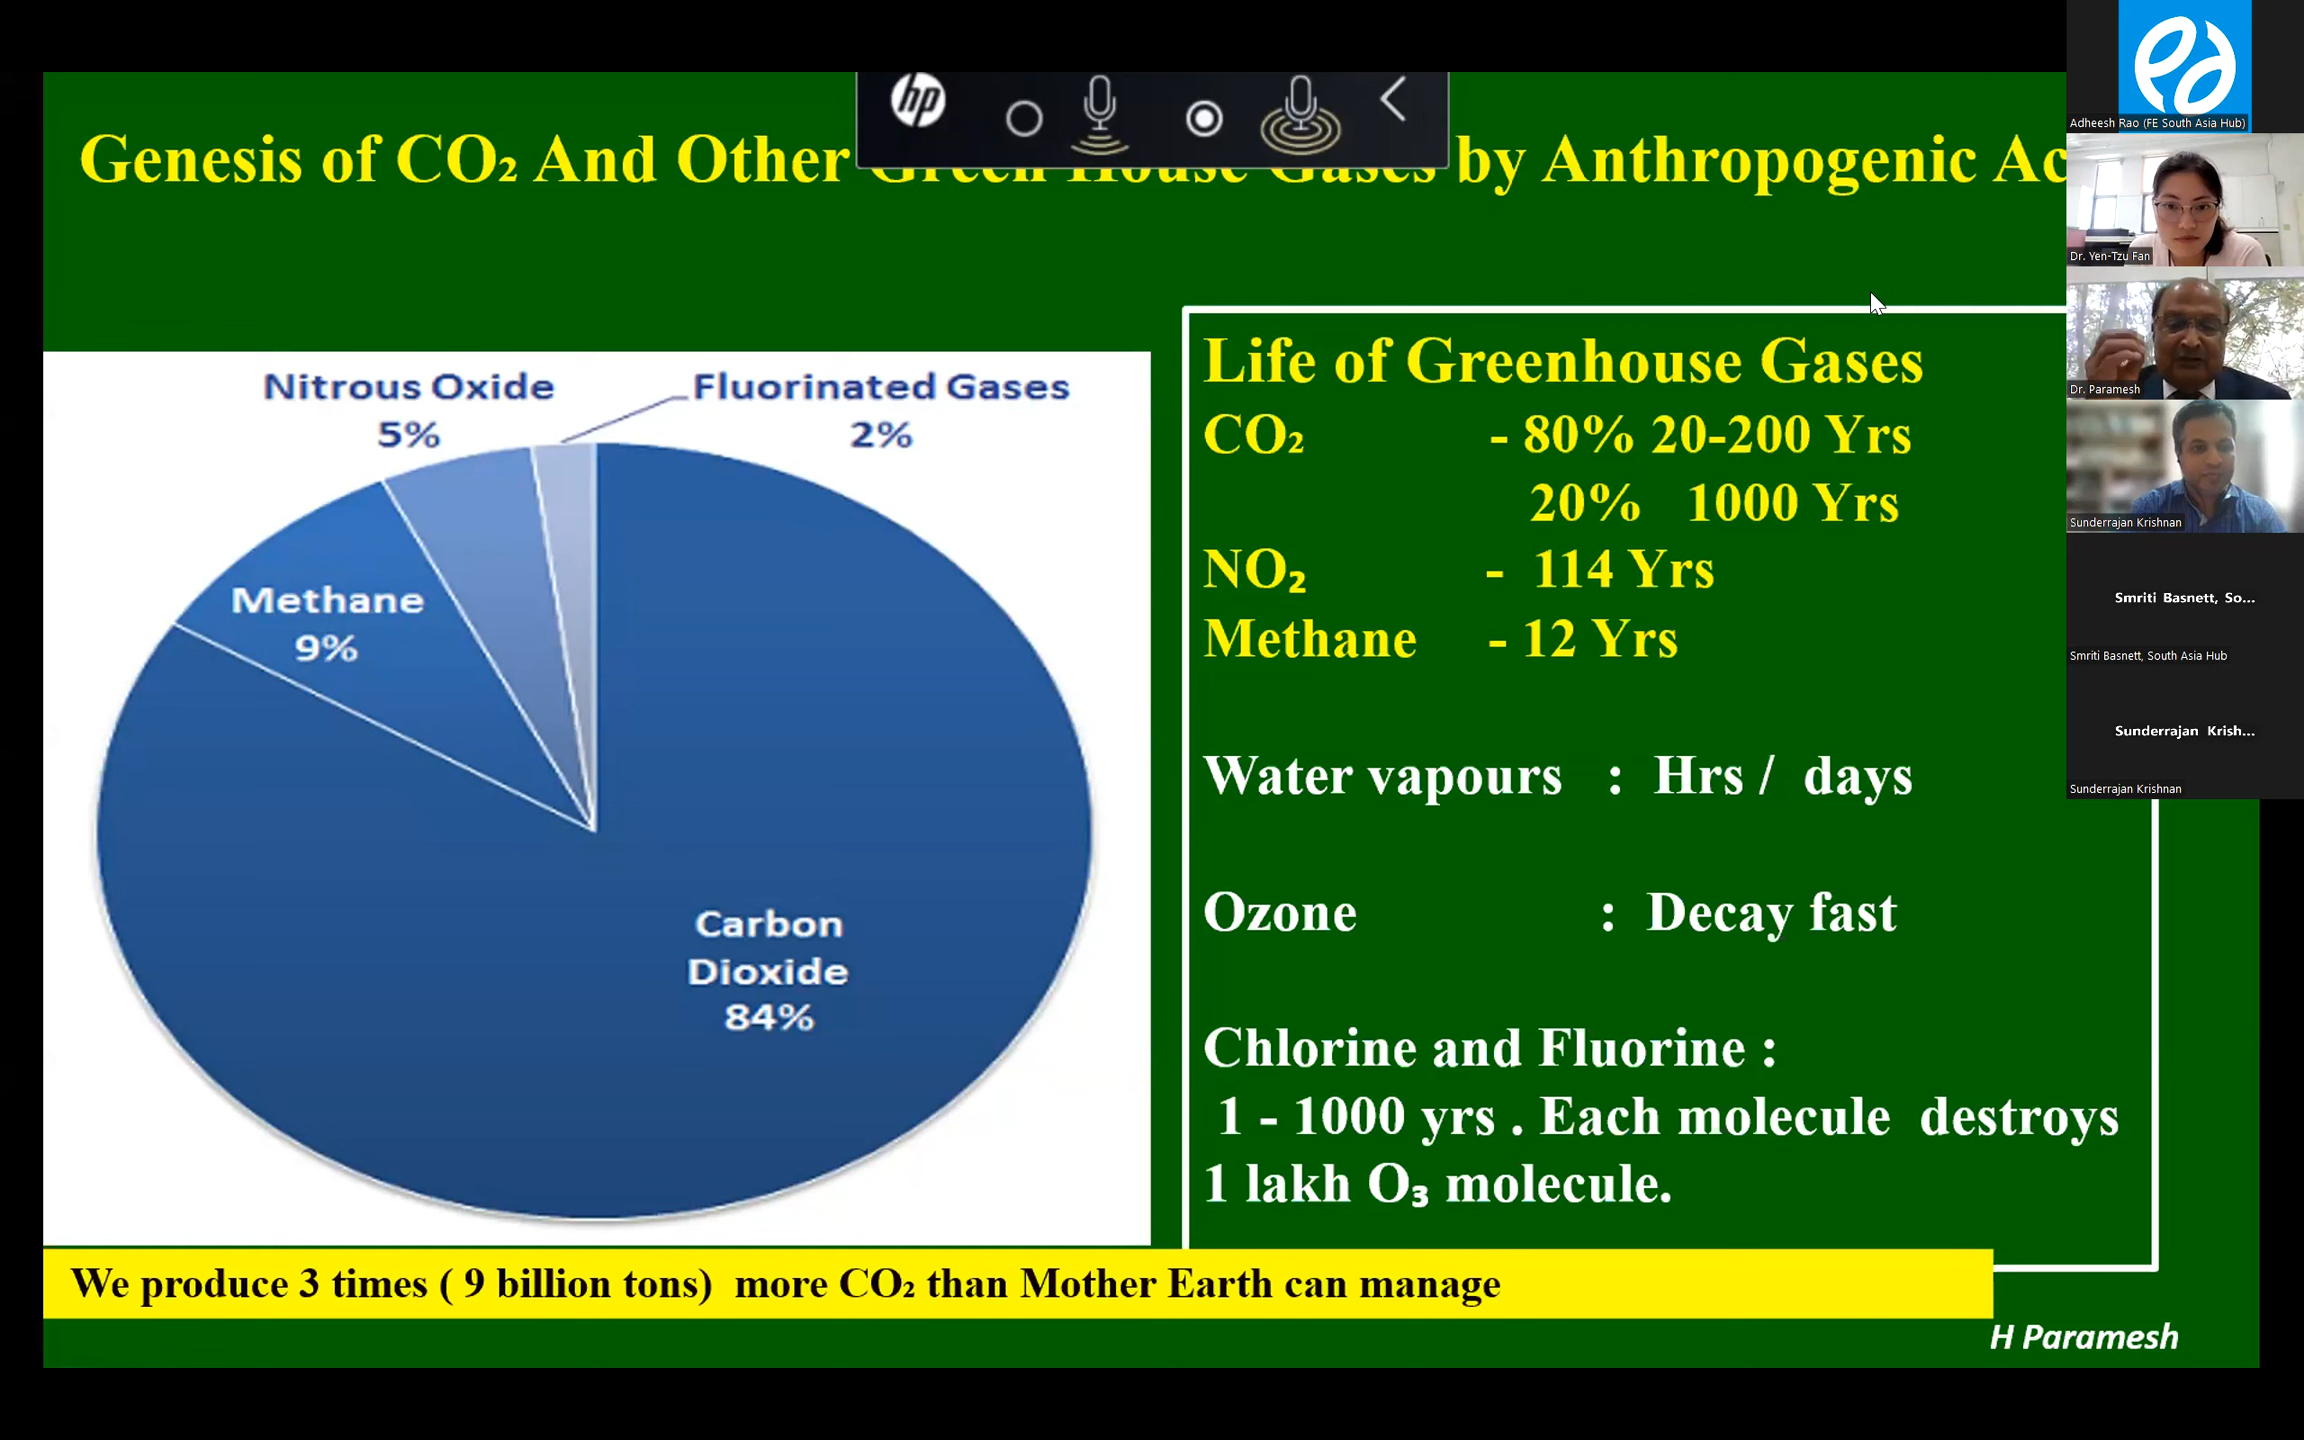 hp
Genesis of CO₂ And Other Green House Gases by Anthropogenic Ac
Nitrous Oxide
5%
Fluorinated Gases
2%
Methane
9%
Carbon
Dioxide
84%
Life of Greenhouse Gases
CO₂ - 80% 20-200 Yrs
20% 1000 Yrs
NO₂ - 114 Yrs
Methane - 12 Yrs
Water vapours : Hrs / days
Ozone : Decay fast
Chlorine and Fluorine :
1 - 1000 yrs . Each molecule destroys
1 lakh O₃ molecule.
We produce 3 times ( 9 billion tons) more CO₂ than Mother Earth can manage
H Paramesh
Adheesh Rao (FE South Asia Hub)
Dr. Yen-Tzu Fan
Dr. Paramesh
Sunderrajan Krishnan
Smriti Basnett, So...
Smriti Basnett, South Asia Hub
Sunderrajan Krish...
Sunderrajan Krishnan